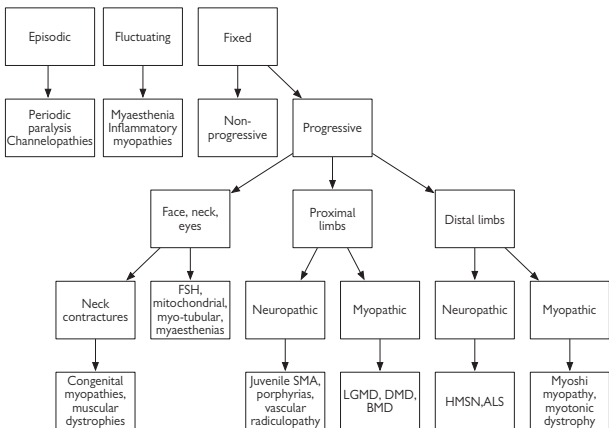 Episodic
Fluctuating
Fixed
Periodic
paralysis
Channelopathies
Myaesthenia
Inflammatory
myopathies
Non-
progressive
Progressive
Face, neck,
eyes
Proximal
limbs
Distal limbs
Neck
contractures
FSH,
mitochondrial,
myo-tubular,
myaesthenias
Neuropathic
Myopathic
Neuropathic
Myopathic
Congenital
myopathies,
muscular
dystrophies
Juvenile SMA,
porphyrias,
vascular
radiculopathy
LGMD, DMD,
BMD
HMSN,ALS
Myoshi
myopathy,
myotonic
dystrophy